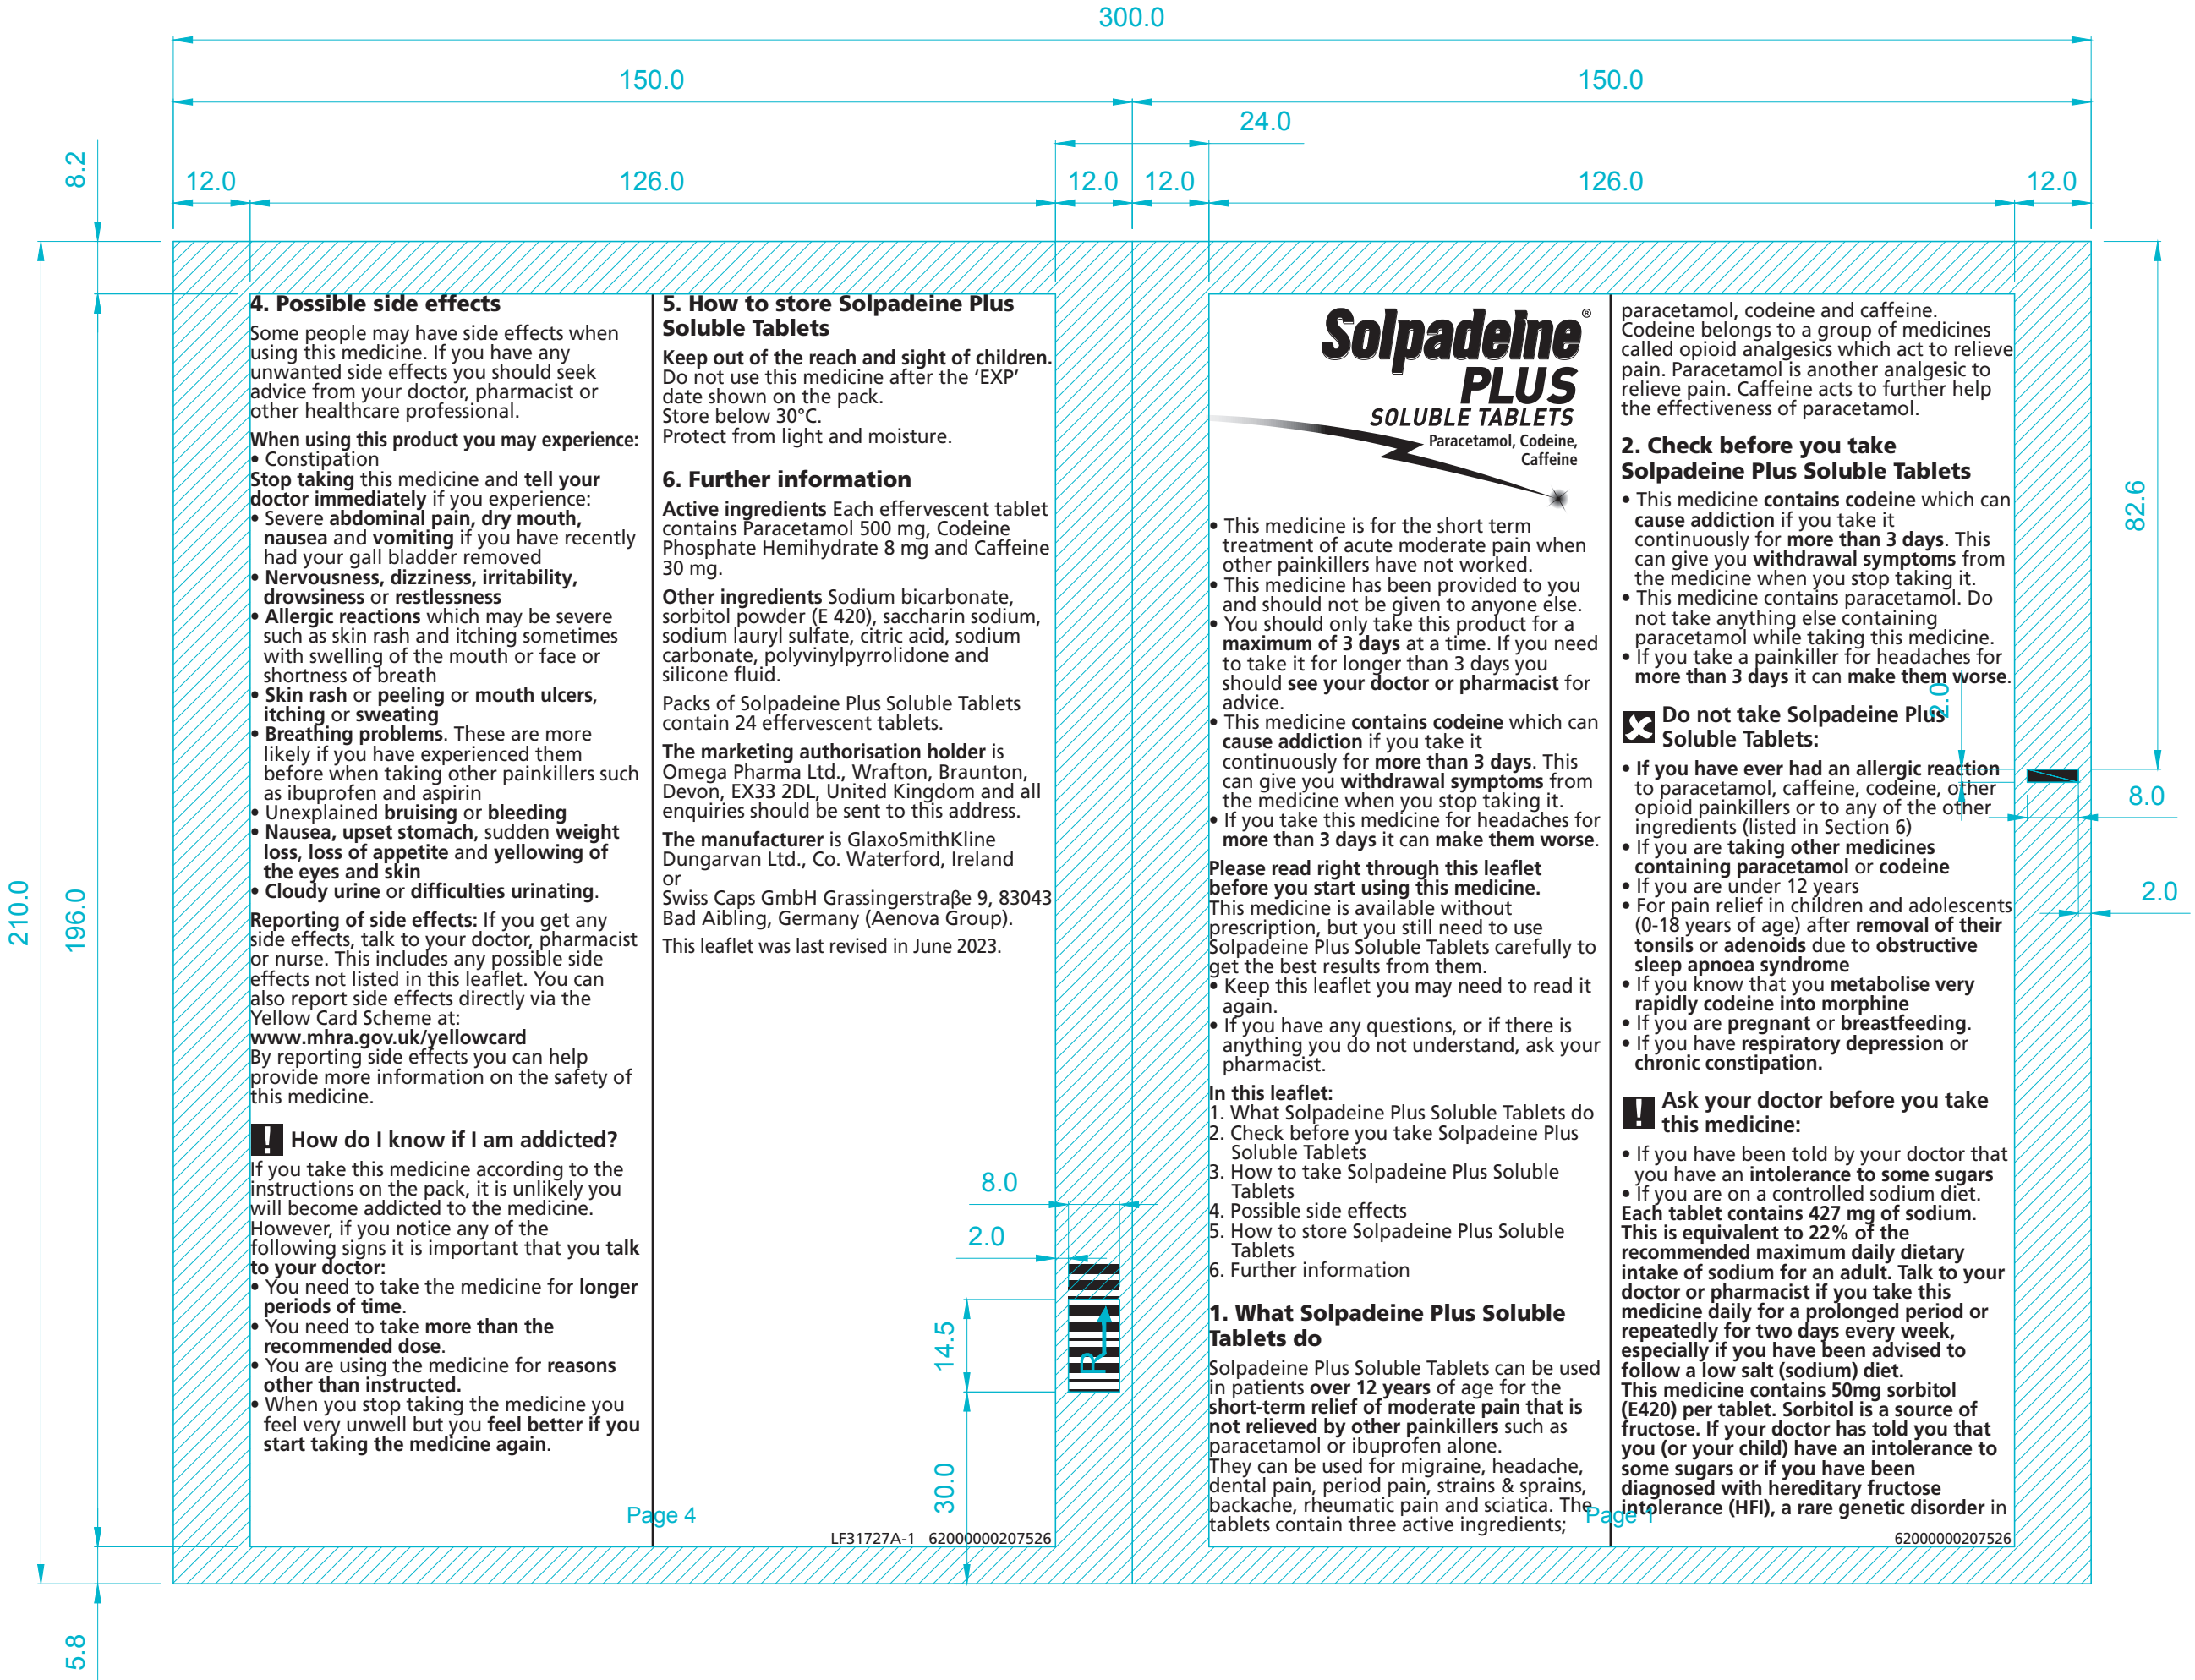 300.0
150.0
150.0
24.0
8.2
12.0
126.0
12.0
12.0
126.0
12.0
4. Possible side effects
Some people may have side effects when
using this medicine. If you have any
unwanted side effects you should seek
advice from your doctor, pharmacist or
other healthcare professional.
When using this product you may experience:
• Constipation
Stop taking this medicine and tell your
doctor immediately if you experience:
• Severe abdominal pain, dry mouth,
nausea and vomiting if you have recently
had your gall bladder removed
• Nervousness, dizziness, irritability,
drowsiness or restlessness
• Allergic reactions which may be severe
such as skin rash and itching sometimes
with swelling of the mouth or face or
shortness of breath
• Skin rash or peeling or mouth ulcers,
itching or sweating
• Breathing problems. These are more
likely if you have experienced them
before when taking other painkillers such
as ibuprofen and aspirin
• Unexplained bruising or bleeding
• Nausea, upset stomach, sudden weight
loss, loss of appetite and yellowing of
the eyes and skin
• Cloudy urine or difficulties urinating.
Reporting of side effects: If you get any
side effects, talk to your doctor, pharmacist
or nurse. This includes any possible side
effects not listed in this leaflet. You can
also report side effects directly via the
Yellow Card Scheme at:
www.mhra.gov.uk/yellowcard
By reporting side effects you can help
provide more information on the safety of
this medicine.
! How do I know if I am addicted?
If you take this medicine according to the
instructions on the pack, it is unlikely you
will become addicted to the medicine.
However, if you notice any of the
following signs it is important that you talk
to your doctor:
• You need to take the medicine for longer
periods of time.
• You need to take more than the
recommended dose.
• You are using the medicine for reasons
other than instructed.
• When you stop taking the medicine you
feel very unwell but you feel better if you
start taking the medicine again.
5. How to store Solpadeine Plus
Soluble Tablets
Keep out of the reach and sight of children.
Do not use this medicine after the ‘EXP’
date shown on the pack.
Store below 30°C.
Protect from light and moisture.
6. Further information
Active ingredients Each effervescent tablet
contains Paracetamol 500 mg, Codeine
Phosphate Hemihydrate 8 mg and Caffeine
30 mg.
Other ingredients Sodium bicarbonate,
sorbitol powder (E 420), saccharin sodium,
sodium lauryl sulfate, citric acid, sodium
carbonate, polyvinylpyrrolidone and
silicone fluid.
Packs of Solpadeine Plus Soluble Tablets
contain 24 effervescent tablets.
The marketing authorisation holder is
Omega Pharma Ltd., Wrafton, Braunton,
Devon, EX33 2DL, United Kingdom and all
enquiries should be sent to this address.
The manufacturer is GlaxoSmithKline
Dungarvan Ltd., Co. Waterford, Ireland
or
Swiss Caps GmbH Grassingerstraβe 9, 83043
Bad Aibling, Germany (Aenova Group).
This leaflet was last revised in June 2023.
Page 4
LF31727A-1 62000000207526
210.0
196.0
5.8
8.0
2.0
14.5
R
30.0
Solpadeine®
PLUS
SOLUBLE TABLETS
Paracetamol, Codeine,
Caffeine
• This medicine is for the short term
treatment of acute moderate pain when
other painkillers have not worked.
• This medicine has been provided to you
and should not be given to anyone else.
• You should only take this product for a
maximum of 3 days at a time. If you need
to take it for longer than 3 days you
should see your doctor or pharmacist for
advice.
• This medicine contains codeine which can
cause addiction if you take it
continuously for more than 3 days. This
can give you withdrawal symptoms from
the medicine when you stop taking it.
• If you take this medicine for headaches for
more than 3 days it can make them worse.
Please read right through this leaflet
before you start using this medicine.
This medicine is available without
prescription, but you still need to use
Solpadeine Plus Soluble Tablets carefully to
get the best results from them.
• Keep this leaflet you may need to read it
again.
• If you have any questions, or if there is
anything you do not understand, ask your
pharmacist.
In this leaflet:
1. What Solpadeine Plus Soluble Tablets do
2. Check before you take Solpadeine Plus
Soluble Tablets
3. How to take Solpadeine Plus Soluble
Tablets
4. Possible side effects
5. How to store Solpadeine Plus Soluble
Tablets
6. Further information
1. What Solpadeine Plus Soluble
Tablets do
Solpadeine Plus Soluble Tablets can be used
in patients over 12 years of age for the
short-term relief of moderate pain that is
not relieved by other painkillers such as
paracetamol or ibuprofen alone.
They can be used for migraine, headache,
dental pain, period pain, strains & sprains,
backache, rheumatic pain and sciatica. The
tablets contain three active ingredients;
paracetamol, codeine and caffeine.
Codeine belongs to a group of medicines
called opioid analgesics which act to relieve
pain. Paracetamol is another analgesic to
relieve pain. Caffeine acts to further help
the effectiveness of paracetamol.
2. Check before you take
Solpadeine Plus Soluble Tablets
• This medicine contains codeine which can
cause addiction if you take it
continuously for more than 3 days. This
can give you withdrawal symptoms from
the medicine when you stop taking it.
• This medicine contains paracetamol. Do
not take anything else containing
paracetamol while taking this medicine.
• If you take a painkiller for headaches for
more than 3 days it can make them worse.
Do not take Solpadeine Plus
Soluble Tablets:
• If you have ever had an allergic reaction
to paracetamol, caffeine, codeine, other
opioid painkillers or to any of the other
ingredients (listed in Section 6)
• If you are taking other medicines
containing paracetamol or codeine
• If you are under 12 years
• For pain relief in children and adolescents
(0-18 years of age) after removal of their
tonsils or adenoids due to obstructive
sleep apnoea syndrome
• If you know that you metabolise very
rapidly codeine into morphine
• If you are pregnant or breastfeeding.
• If you have respiratory depression or
chronic constipation.
! Ask your doctor before you take
this medicine:
• If you have been told by your doctor that
you have an intolerance to some sugars
• If you are on a controlled sodium diet.
Each tablet contains 427 mg of sodium.
This is equivalent to 22% of the
recommended maximum daily dietary
intake of sodium for an adult. Talk to your
doctor or pharmacist if you take this
medicine daily for a prolonged period or
repeatedly for two days every week,
especially if you have been advised to
follow a low salt (sodium) diet.
This medicine contains 50mg sorbitol
(E420) per tablet. Sorbitol is a source of
fructose. If your doctor has told you that
you (or your child) have an intolerance to
some sugars or if you have been
diagnosed with hereditary fructose
intolerance (HFI), a rare genetic disorder in
Page 1
62000000207526
82.6
2.0
8.0
2.0